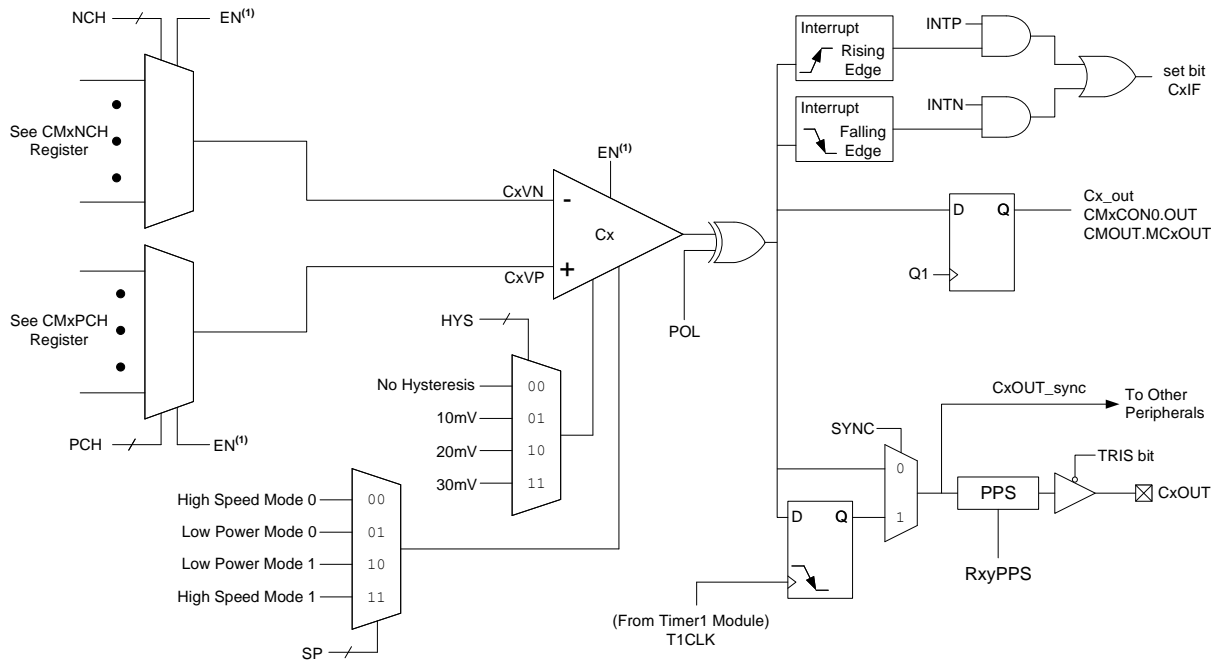 NCH
EN(1)
See CMxNCH
Register
See CMxPCH
Register
PCH
EN(1)
CxVN
CxVP
EN(1)
-
Cx
+
POL
HYS
No Hysteresis
00
10mV
01
20mV
10
30mV
11
High Speed Mode 0
00
Low Power Mode 0
01
Low Power Mode 1
10
High Speed Mode 1
11
SP
Interrupt
Rising
Edge
INTP
Interrupt
Falling
Edge
INTN
set bit
CxIF
D
Q
Q1
Cx_out
CMxCON0.OUT
CMOUT.MCxOUT
CxOUT_sync
To Other
Peripherals
SYNC
0
1
D
Q
(From Timer1 Module)
T1CLK
PPS
RxyPPS
TRIS bit
CxOUT